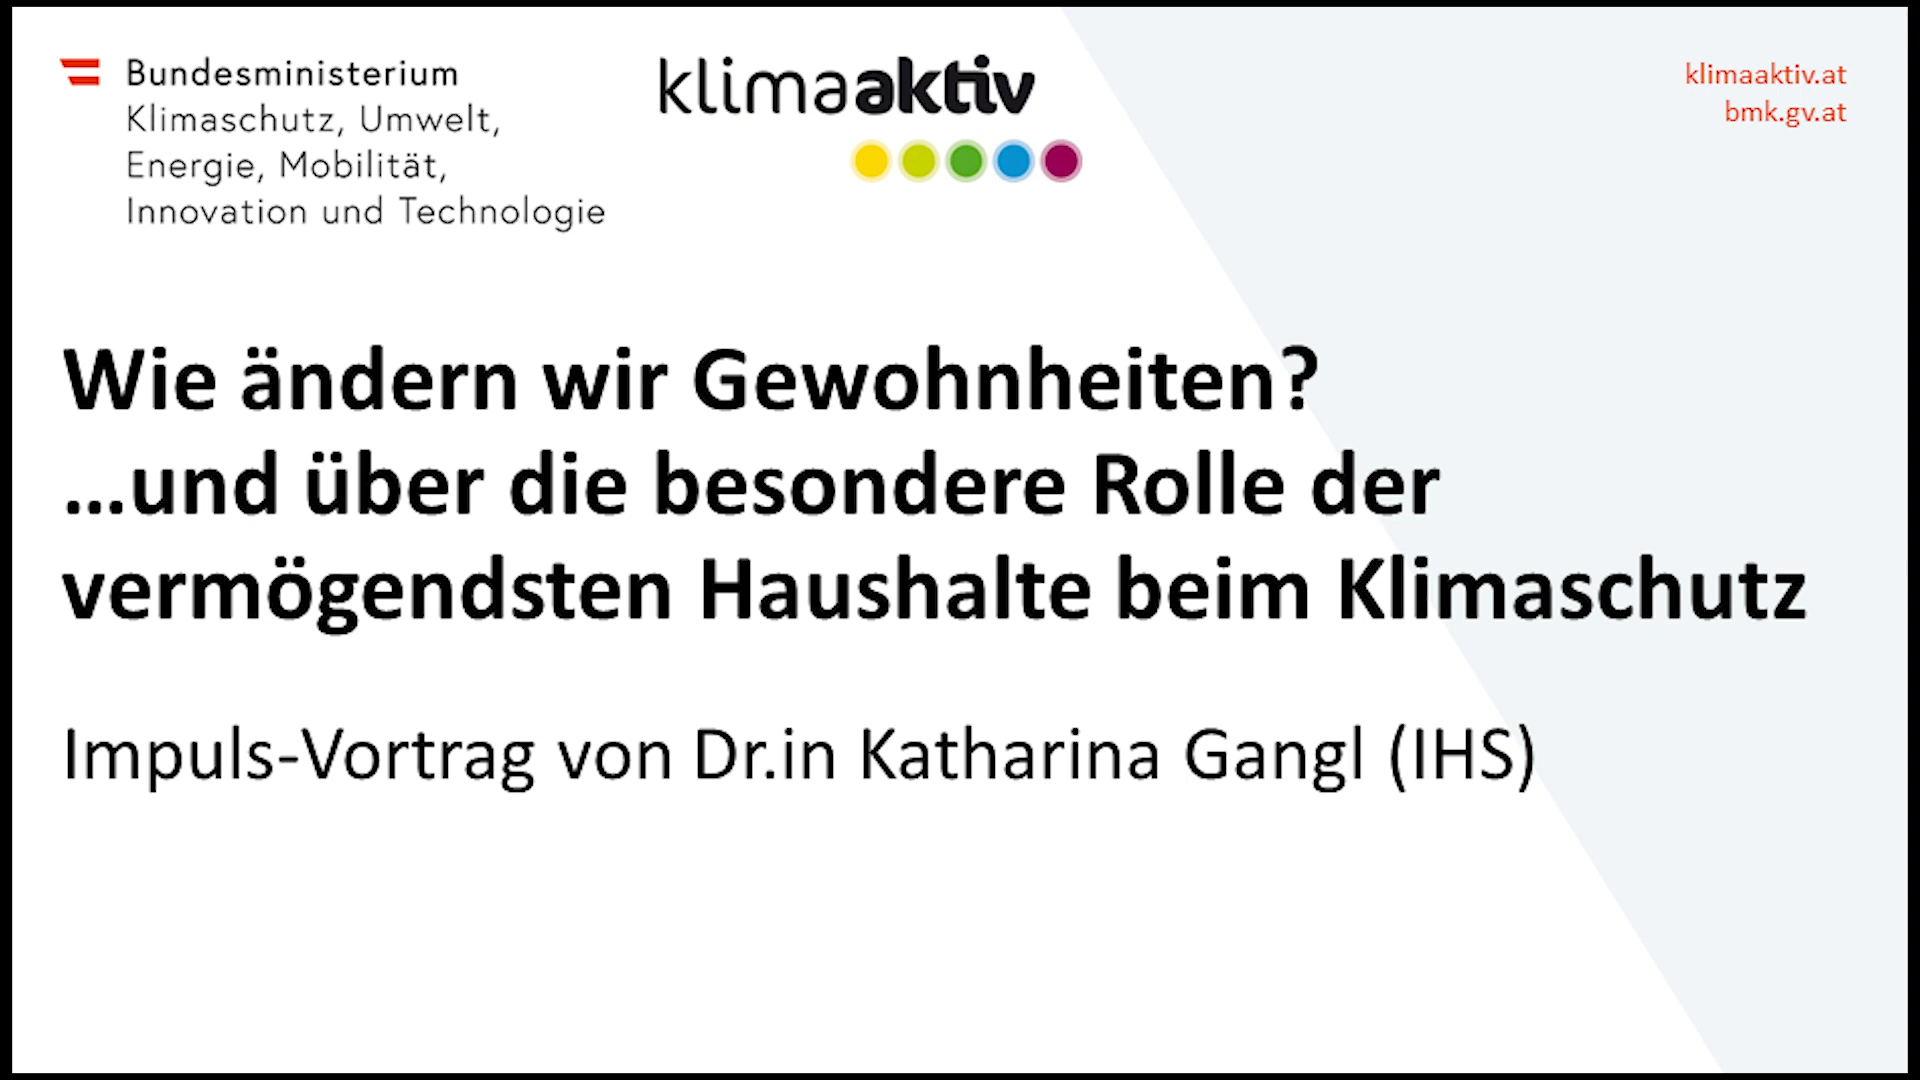 Bundesministerium
Klimaschutz, Umwelt,
Energie, Mobilität,
Innovation und Technologie
klimaaktiv
klimaaktiv.at
bmk.gv.at
Wie ändern wir Gewohnheiten?
...und über die besondere Rolle der
vermögendsten Haushalte beim Klimaschutz
Impuls-Vortrag von Dr.in Katharina Gangl (IHS)